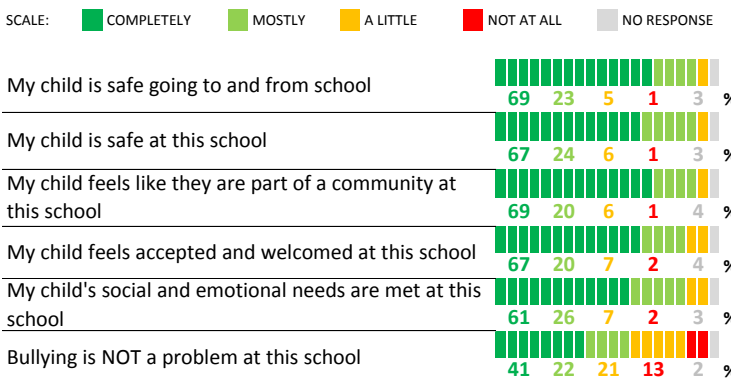 SCALE: COMPLETELY MOSTLY A LITTLE NOT AT ALL NO RESPONSE
My child is safe going to and from school
69 23 5 1 3 %
My child is safe at this school
67 24 6 1 3 %
My child feels like they are part of a community at
this school
69 20 6 1 4 %
My child feels accepted and welcomed at this school
67 20 7 2 4 %
My child's social and emotional needs are met at this
school
61 26 7 2 3 %
Bullying is NOT a problem at this school
41 22 21 13 2 %